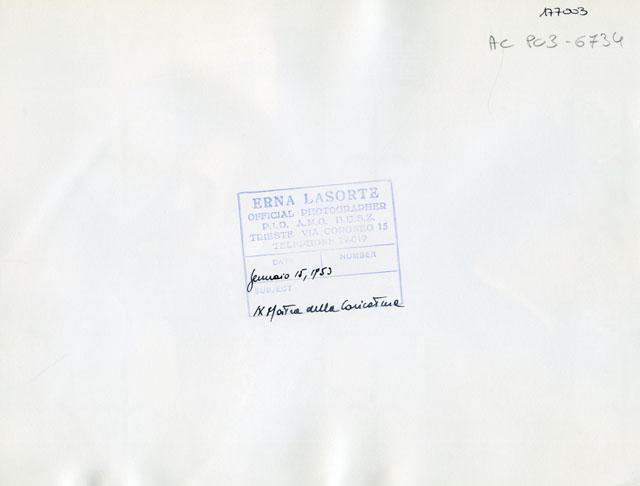 177003
AC PC3-6734
ERNA LASORTE
OFFICIAL PHOTOGRAPHER
P.I.O. A.M.G. B.U.S.Z.
TRIESTE VIA CORONEO 15
TELEPHONE
DATE
NUMBER
Gennaio 15, 1953
SUBJECT
IX Mostra della Caricatura